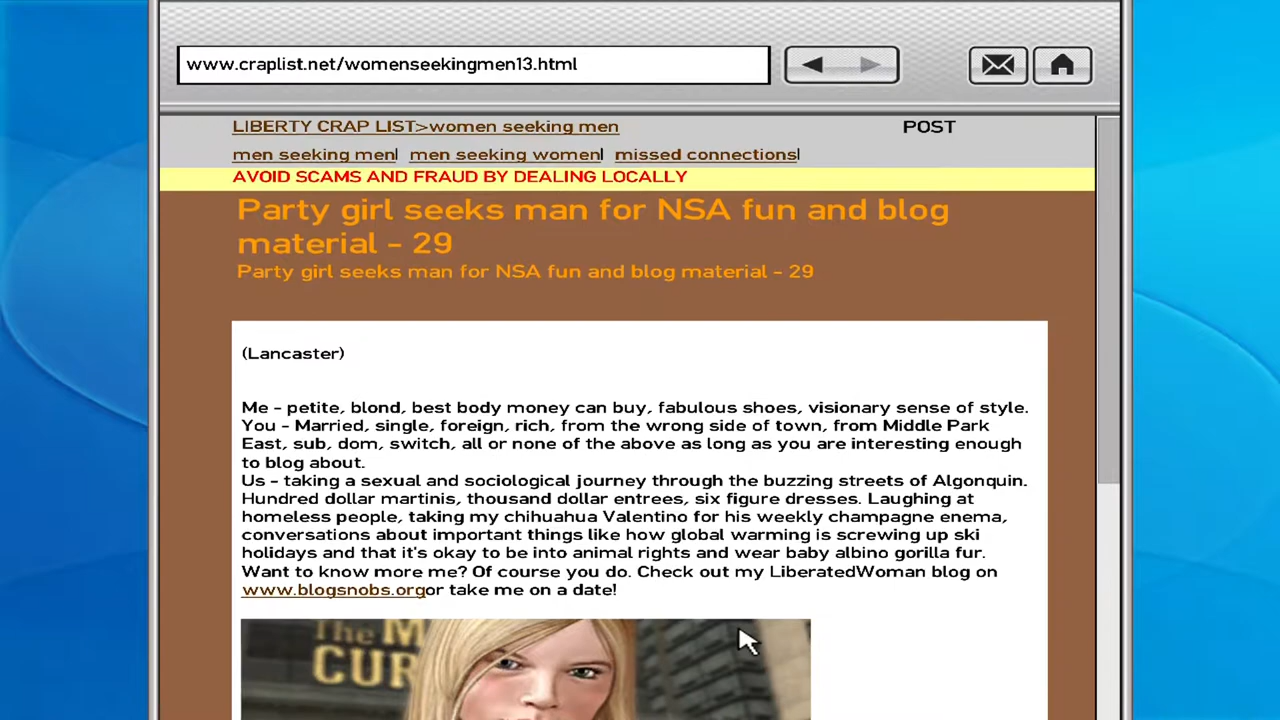 www.craplist.net/womenseekingmen13.html
LIBERTY CRAP LIST>women seeking men
POST
men seeking men| men seeking women| missed connections|
AVOID SCAMS AND FRAUD BY DEALING LOCALLY
Party girl seeks man for NSA fun and blog
material - 29
Party girl seeks man for NSA fun and blog material - 29
(Lancaster)
Me - petite, blond, best body money can buy, fabulous shoes, visionary sense of style.
You - Married, single, foreign, rich, from the wrong side of town, from Middle Park
East, sub, dom, switch, all or none of the above as long as you are interesting enough
to blog about.
Us - taking a sexual and sociological journey through the buzzing streets of Algonquin.
Hundred dollar martinis, thousand dollar entrees, six figure dresses. Laughing at
homeless people, taking my chihuahua Valentino for his weekly champagne enema,
conversations about important things like how global warming is screwing up ski
holidays and that it's okay to be into animal rights and wear baby albino gorilla fur.
Want to know more me? Of course you do. Check out my LiberatedWoman blog on
www.blogsnobs.orgor take me on a date!
The M
CUR